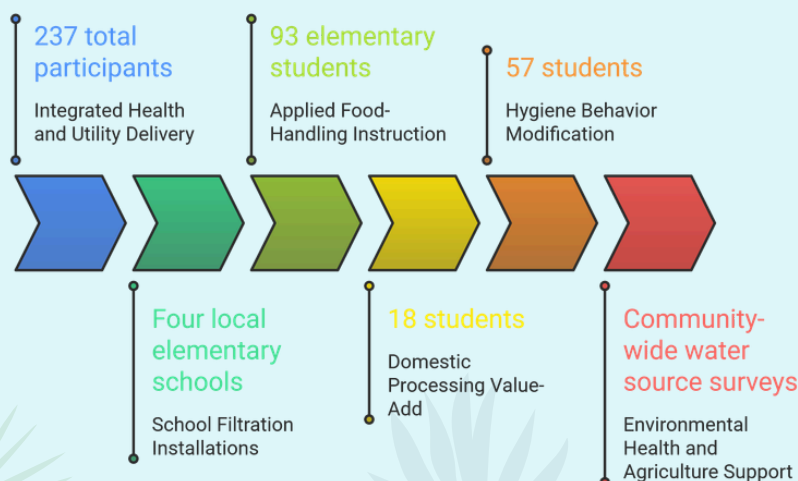 237 total
participants
Integrated Health
and Utility Delivery
93 elementary
students
Applied Food-
Handling Instruction
57 students
Hygiene Behavior
Modification
Four local
elementary
schools
School Filtration
Installations
18 students
Domestic
Processing Value-
Add
Community-
wide water
source surveys
Environmental
Health and
Agriculture Support